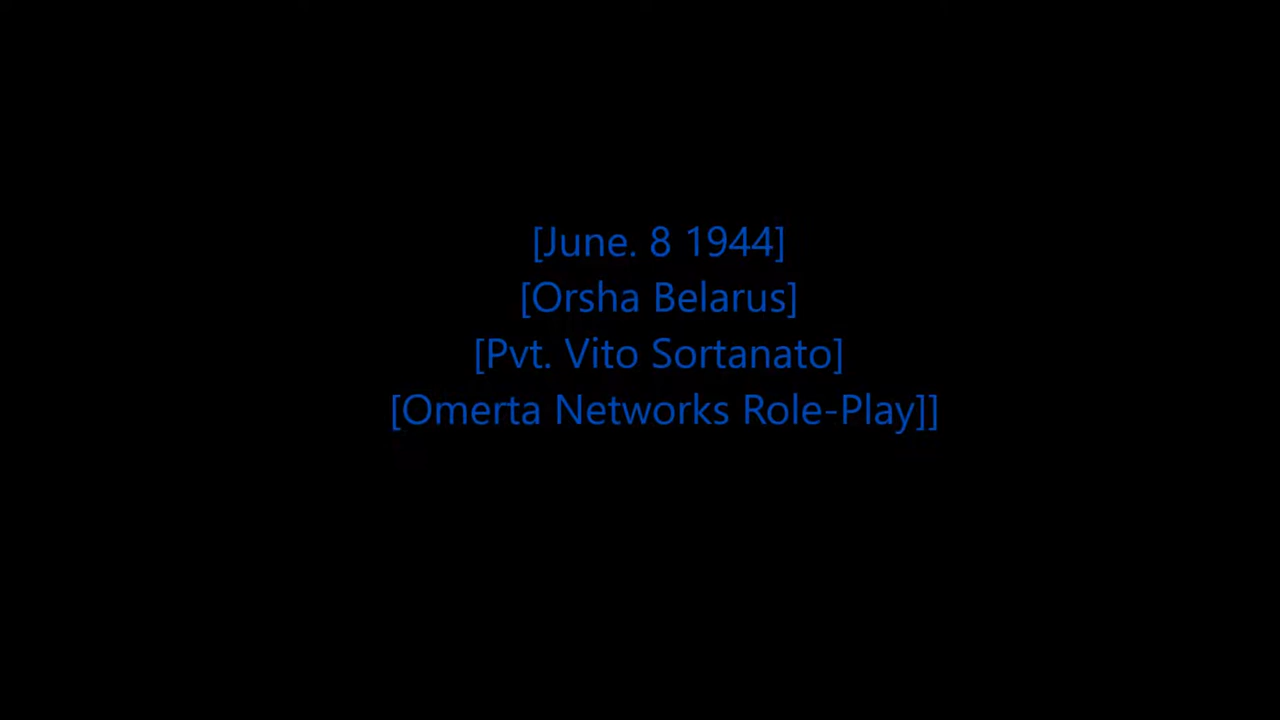 [June. 8 1944]
[Orsha Belarus]
[Pvt. Vito Sortanato]
[Omerta Networks Role-Play]]